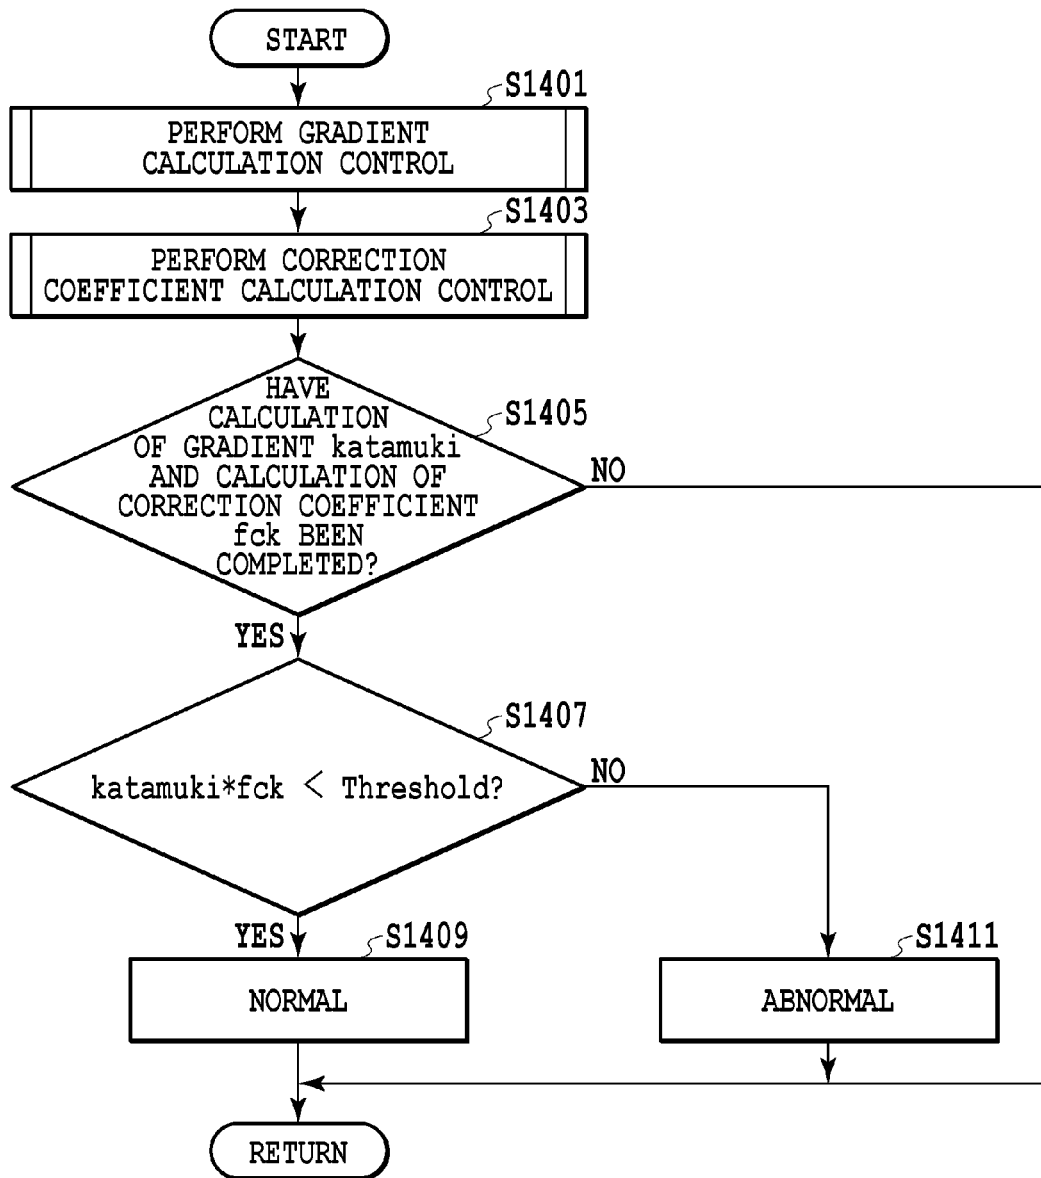 START
S1401
PERFORM GRADIENT
CALCULATION CONTROL
S1403
PERFORM CORRECTION
COEFFICIENT CALCULATION CONTROL
HAVE
CALCULATION
OF GRADIENT katamuki
AND CALCULATION OF
CORRECTION COEFFICIENT
fck BEEN
COMPLETED?
S1405
NO
YES
S1407
katamuki*fck < Threshold?
NO
YES
S1409
NORMAL
S1411
ABNORMAL
RETURN